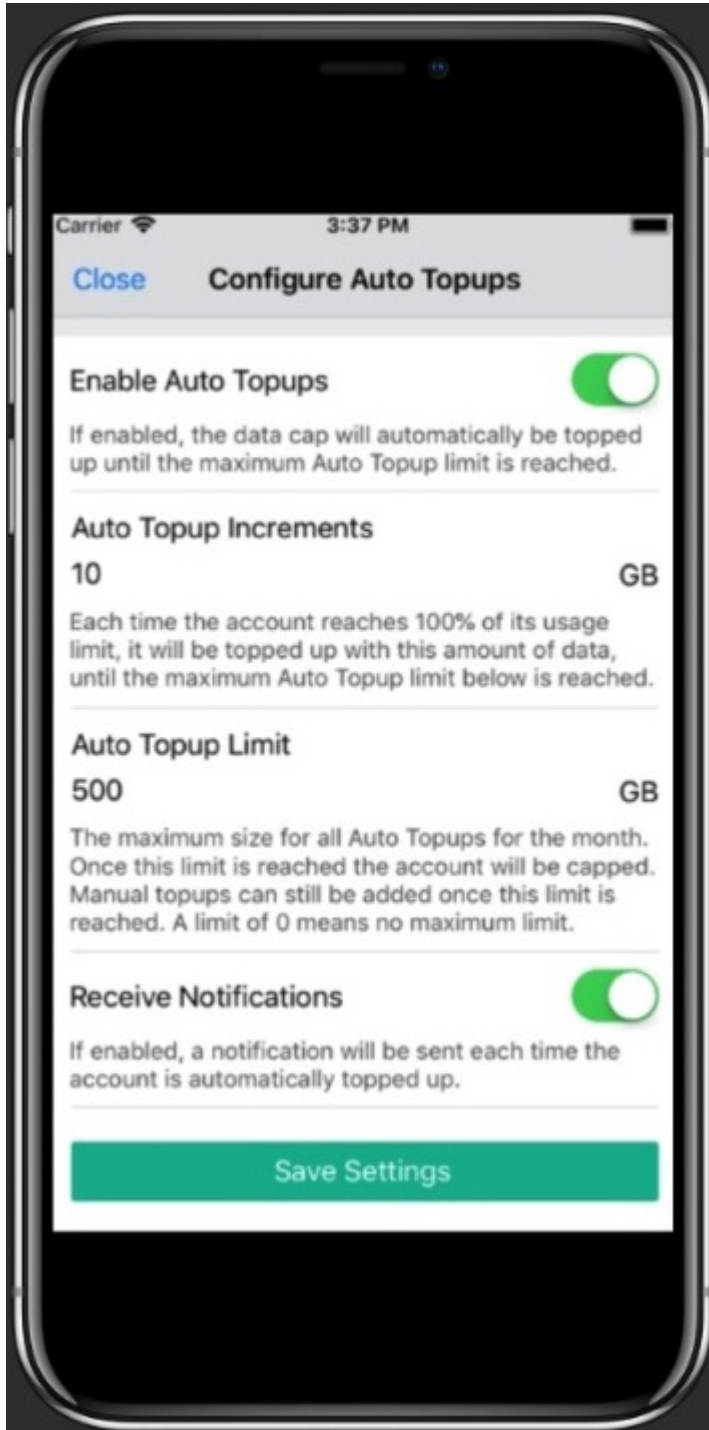 Carrier 3:37 PM
Close Configure Auto Topups
Enable Auto Topups
If enabled, the data cap will automatically be topped
up until the maximum Auto Topup limit is reached.
Auto Topup Increments
10 GB
Each time the account reaches 100% of its usage
limit, it will be topped up with this amount of data,
until the maximum Auto Topup limit below is reached.
Auto Topup Limit
500 GB
The maximum size for all Auto Topups for the month.
Once this limit is reached the account will be capped.
Manual topups can still be added once this limit is
reached. A limit of 0 means no maximum limit.
Receive Notifications
If enabled, a notification will be sent each time the
account is automatically topped up.
Save Settings